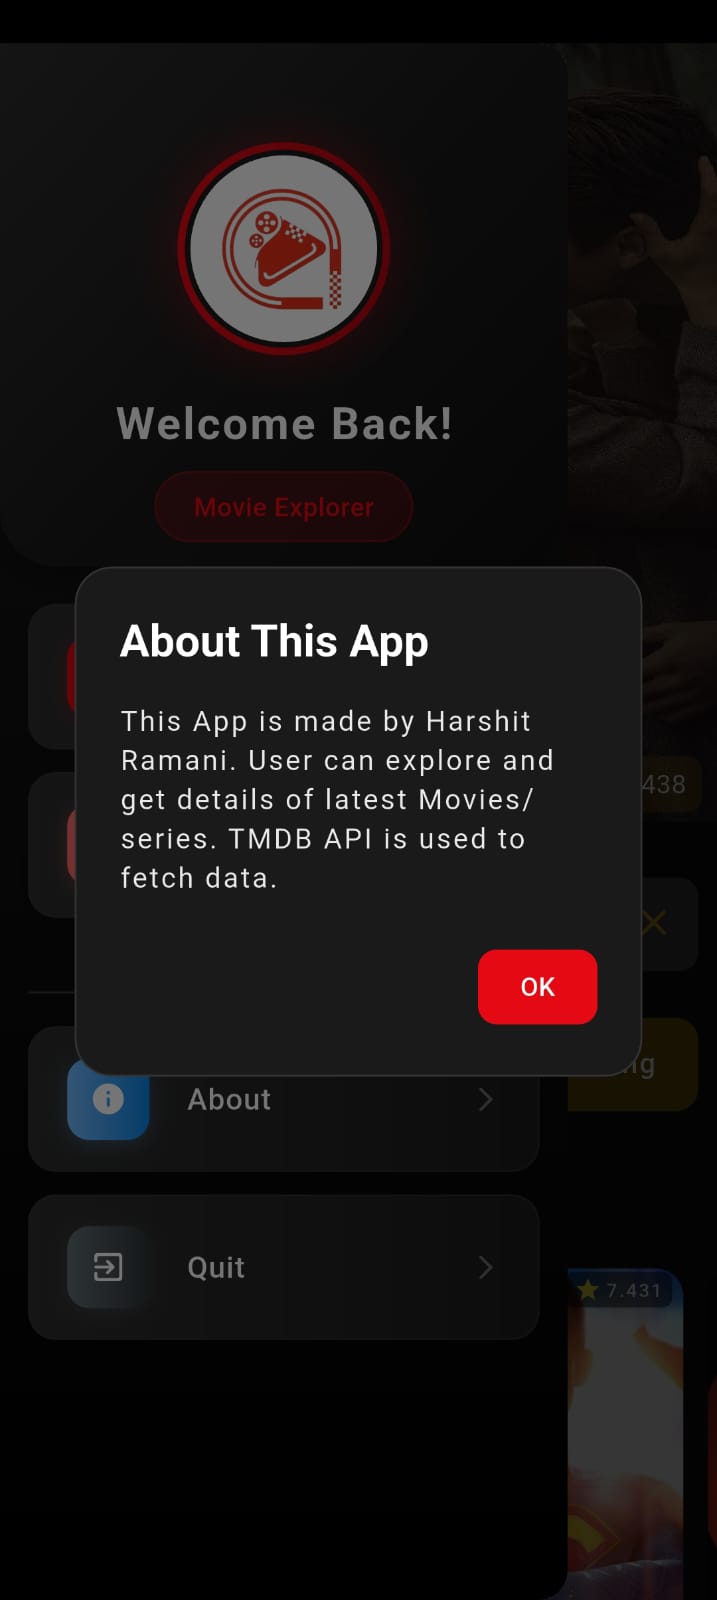 Welcome Back!
Movie Explorer
About This App
This App is made by Harshit
Ramani. User can explore and
get details of latest Movies/
series. TMDB API is used to
fetch data.
438
OK
About
Quit
7.431